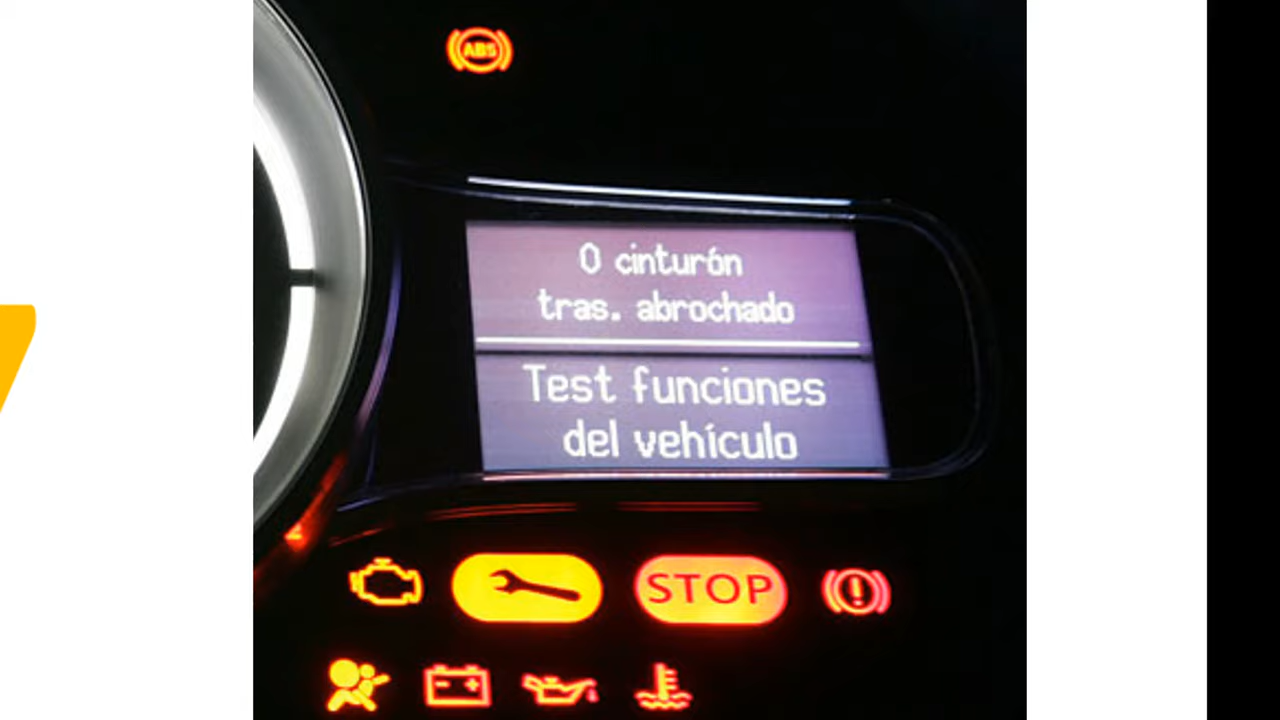 ABS
0 cinturón
tras. abrochado
Test funciones
del vehículo
STOP